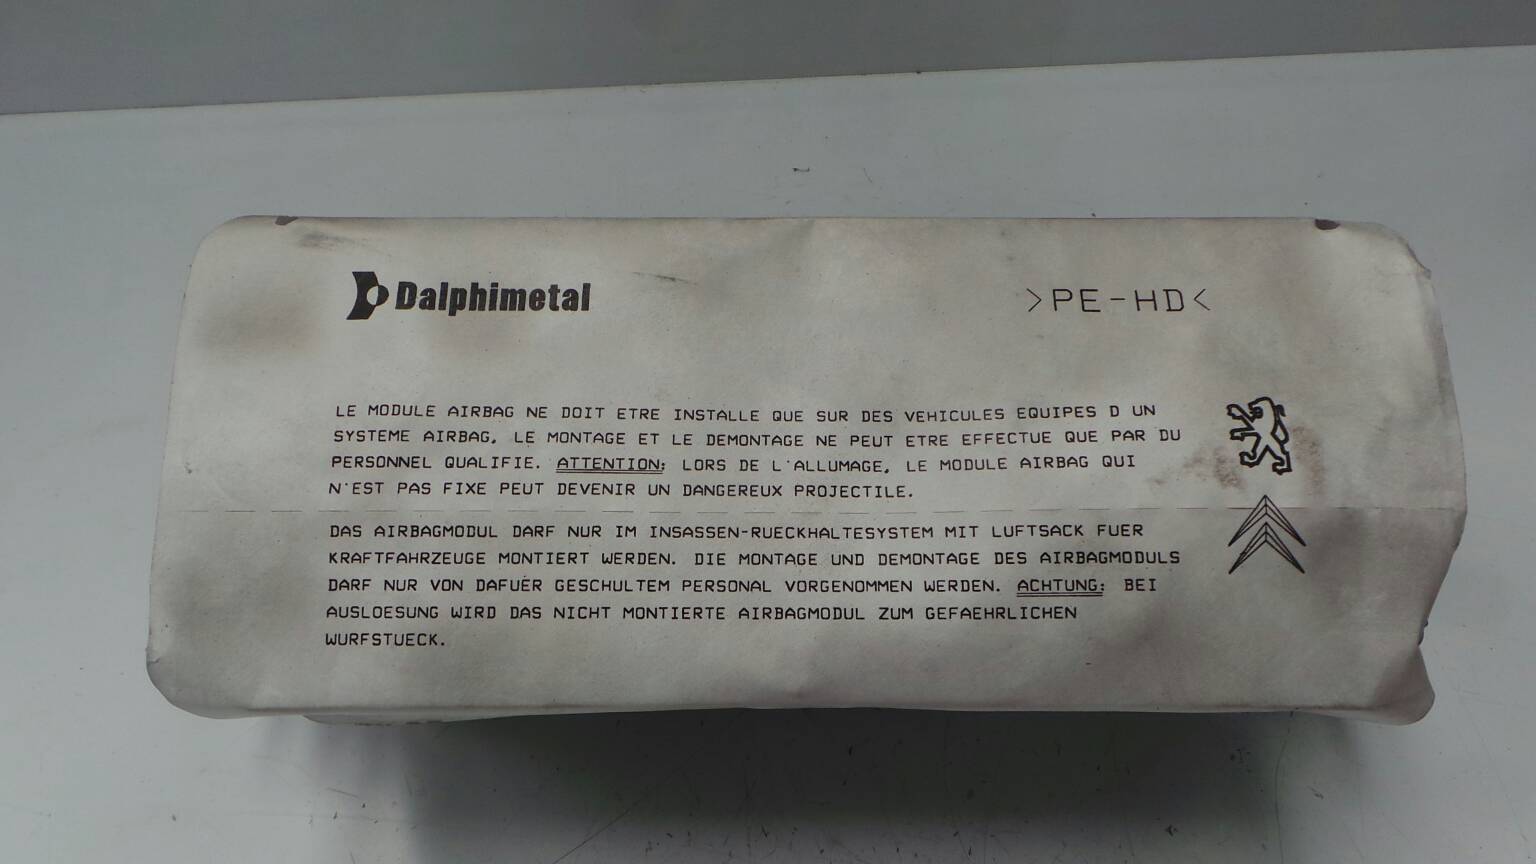 Dalphimetal
>PE-HD<
LE MODULE AIRBAG NE DOIT ETRE INSTALLE QUE SUR DES VEHICULES EQUIPES D UN
SYSTEME AIRBAG, LE MONTAGE ET LE DEMONTAGE NE PEUT ETRE EFFECTUE QUE PAR DU
PERSONNEL QUALIFIE. ATTENTION: LORS DE L'ALLUMAGE, LE MODULE AIRBAG QUI
N'EST PAS FIXE PEUT DEVENIR UN DANGEREUX PROJECTILE.
DAS AIRBAGMODUL DARF NUR IM INSASSEN-RUECKHALTESYSTEM MIT LUFTSACK FUER
KRAFTFAHRZEUGE MONTIERT WERDEN. DIE MONTAGE UND DEMONTAGE DES AIRBAGMODULS
DARF NUR VON DAFUER GESCHULTEM PERSONAL VORGENOMMEN WERDEN. ACHTUNG: BEI
AUSLOESUNG WIRD DAS NICHT MONTIERTE AIRBAGMODUL ZUM GEFAEHRLICHEN
WURFSTUECK.